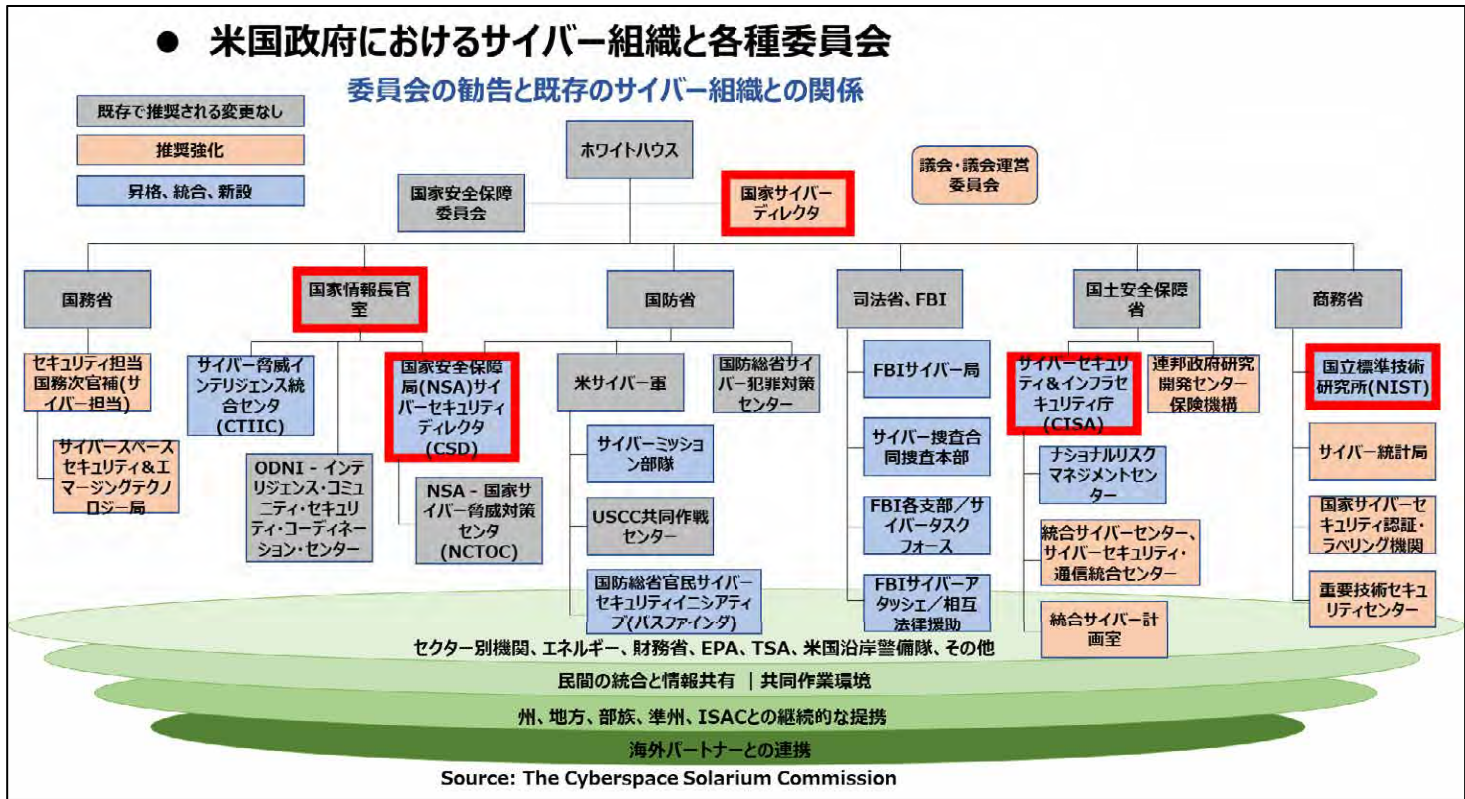 ● 米国政府におけるサイバー組織と各種委員会
委員会の勧告と既存のサイバー組織との関係
既存で推奨される変更なし
推奨強化
昇格、統合、新設
ホワイトハウス
国家安全保障
委員会
国家サイバー
ディレクタ
議会・議会運営
委員会
国務省
国家情報長官
室
国防省
司法省、FBI
国土安全保障
省
商務省
セキュリティ担当
国務次官補(サ
イバー担当)
サイバースペース
セキュリティ&エ
マージングテクノ
ロジー局
サイバー脅威イ
ンテリジェンス統
合センタ
(CTIIC)
ODNI - インテ
リジェンス・コミュ
ニティ・セキュリ
ティ・コーディネー
ション・センター
国家安全保障
局(NSA)サイ
バーセキュリティ
ディレクタ
(CSD)
NSA - 国家サ
イバー脅威対策
センタ
(NCTOC)
米サイバー軍
サイバーミッショ
ン部隊
USCC共同作戦
センター
国防総省官民サイバー
セキュリティイニシアティ
ブ(パスファインダ)
国防総省サイ
バー犯罪対策
センター
FBIサイバー局
サイバー捜査合
同捜査本部
FBI各支部／サ
イバータスク
フォース
FBIサイバーア
タッシェ／相互
法律援助
サイバーセキュリ
ティ&インフラセ
キュリティ庁
(CISA)
ナショナルリスク
マネジメントセン
ター
統合サイバーセンター、
サイバーセキュリティ・
通信統合センター
統合サイバー計
画室
連邦政府研究
開発センター
保険機構
国立標準技術
研究所(NIST)
サイバー統計局
国家サイバーセ
キュリティ認証・
ラベリング機関
重要技術セキュ
リティセンター
セクター別機関、エネルギー、財務省、EPA、TSA、米国沿岸警備隊、その他
民間の統合と情報共有 ｜共同作業環境
州、地方、部族、準州、ISACとの継続的な提携
海外パートナーとの連携
Source: The Cyberspace Solarium Commission